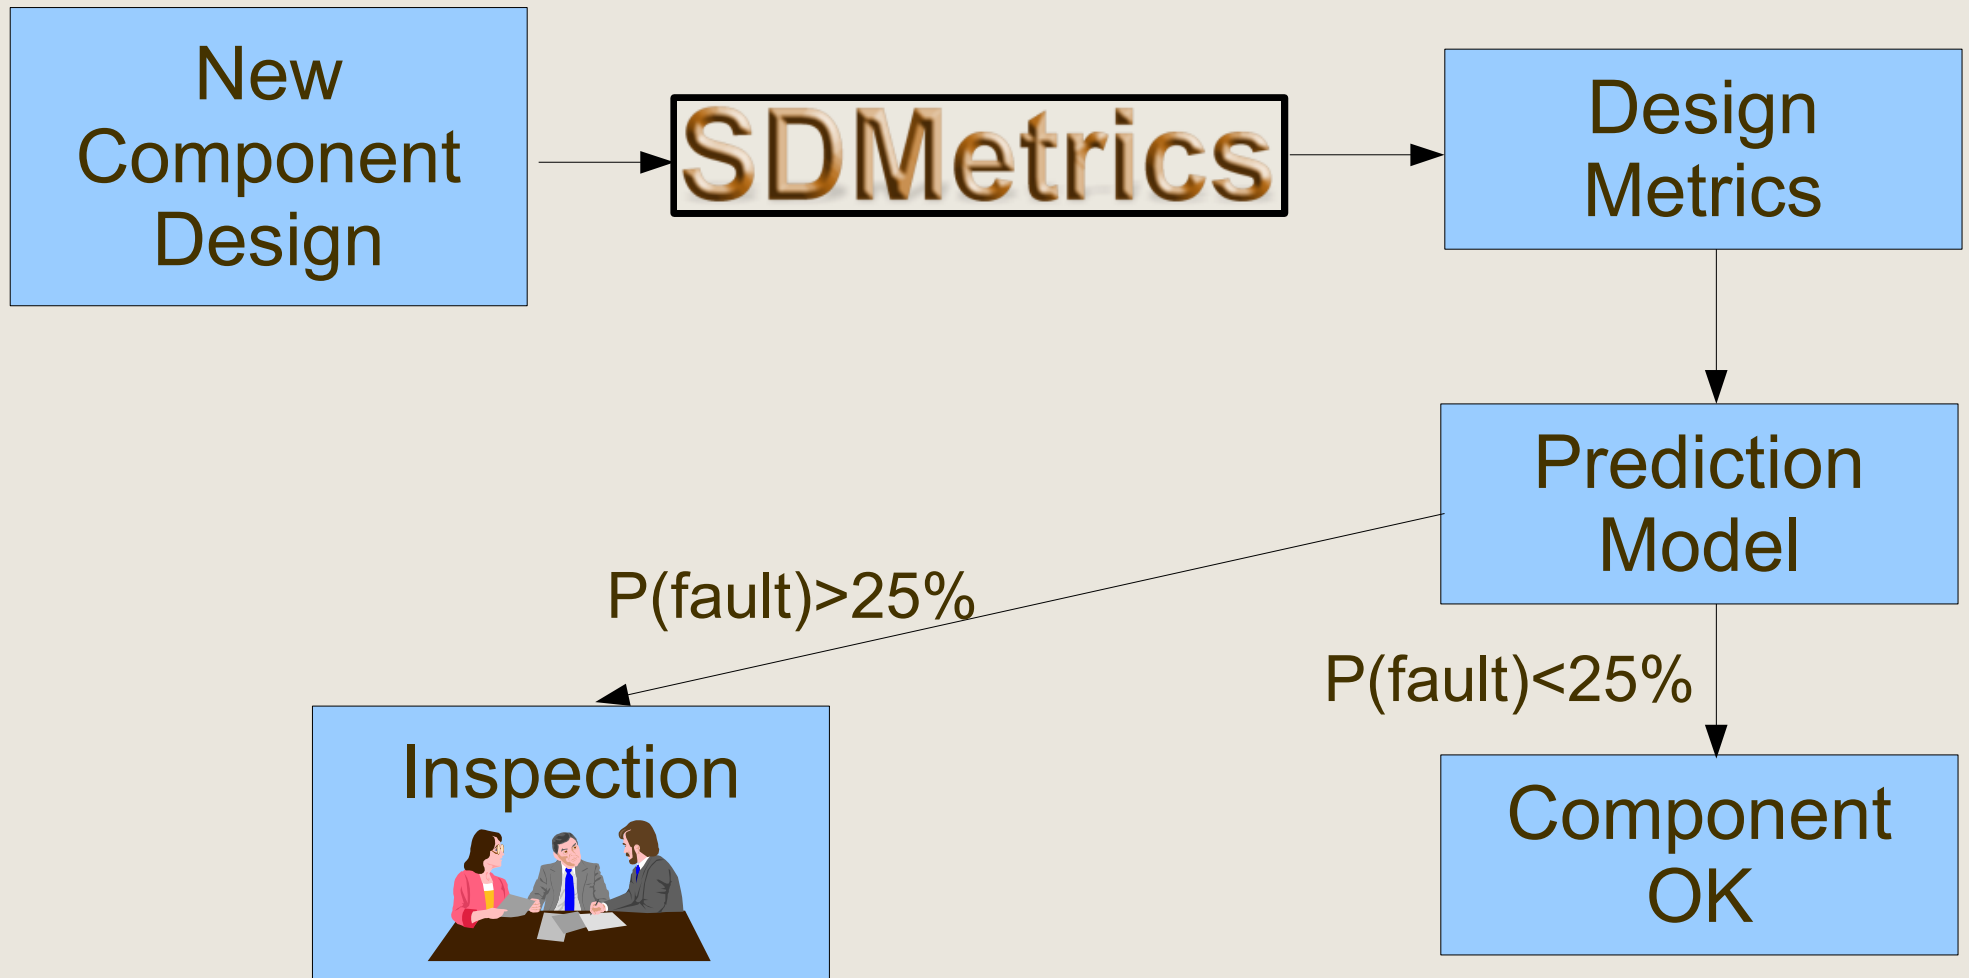 New
Component
Design
SDMetrics
Design
Metrics
Prediction
Model
P(fault)>25%
P(fault)<25%
Inspection
Component
OK